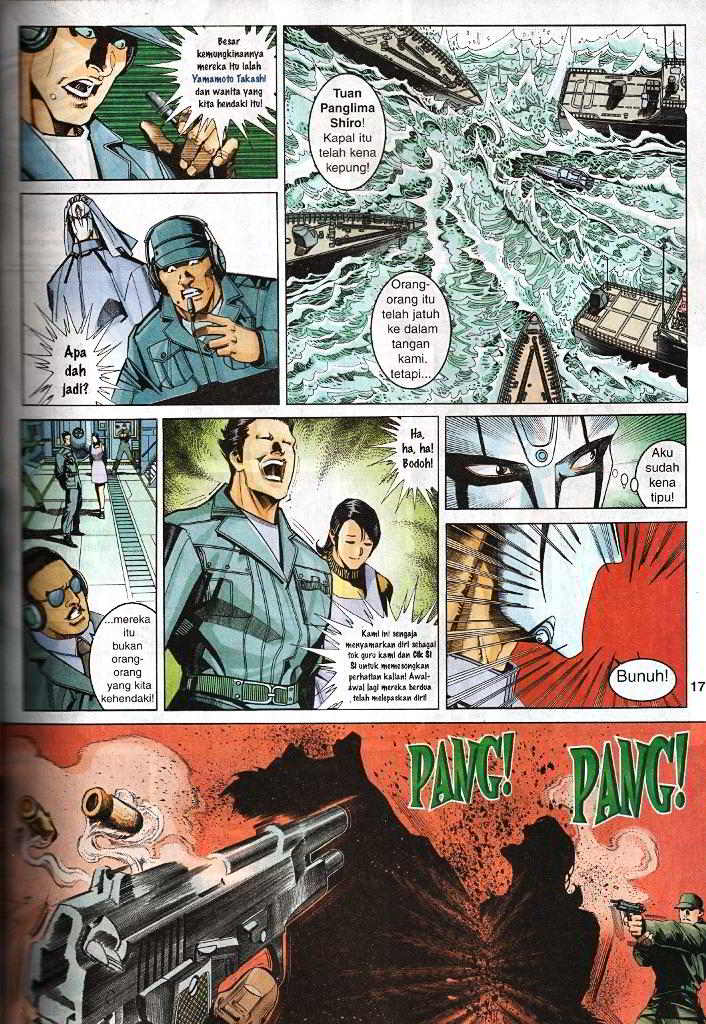 Besar
kemungkinannya
mereka itu ialah
Yamamoto Takashi
dan wanita yang
kita hendaki itu!
Tuan
Panglima
Shiro!
Kapal itu
telah kena
kepung!
Orang-
orang itu
telah jatuh
ke dalam
tangan
kami.
tetapi...
Apa
dah
jadi?
...mereka
itu
bukan
orang-
orang
yang kita
kehendaki!
Ha,
ha, ha!
Bodoh!
Kami ini sengaja
menyamarkan diri sebagai
tok guru kami dan Cik Si
Si untuk memesongkan
perhatian kalian! Awal-
awal lagi mereka berdua
telah melepaskan diri!
Aku
sudah
kena
tipu!
Bunuh!
17
PANG!
PANG!